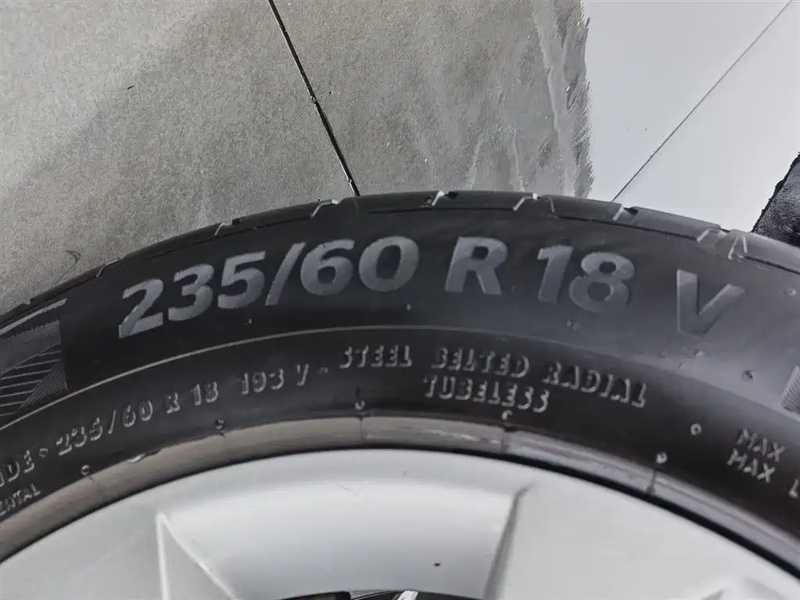 235/60 R 18 V
235/60 R 18 103 V
STEEL BELTED RADIAL
TUBELESS
MAX
MAX